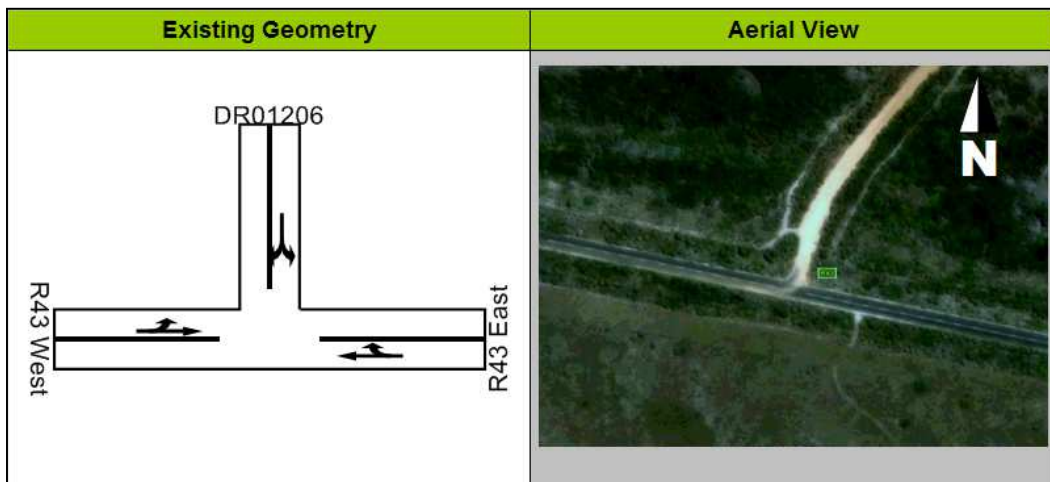 Existing Geometry
Aerial View
DR01206
R43 West
R43 East
N